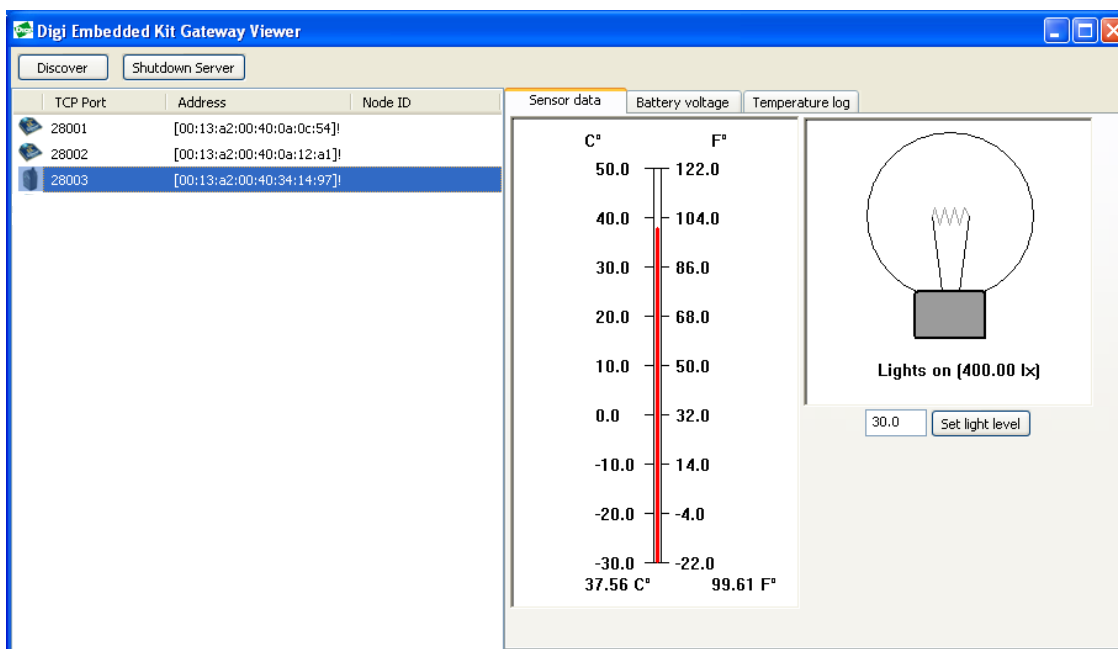 Digi Embedded Kit Gateway Viewer
Discover Shutdown Server
TCP Port Address Node ID
28001 [00:13:a2:00:40:0a:0c:54]!
28002 [00:13:a2:00:40:0a:12:a1]!
28003 [00:13:a2:00:40:34:14:97]!
Sensor data Battery voltage Temperature log
C° F°
50.0 122.0
40.0 104.0
30.0 86.0
20.0 68.0
10.0 50.0
0.0 32.0
-10.0 14.0
-20.0 -4.0
-30.0 -22.0
37.56 C° 99.61 F°
Lights on (400.00 lx)
30.0 Set light level